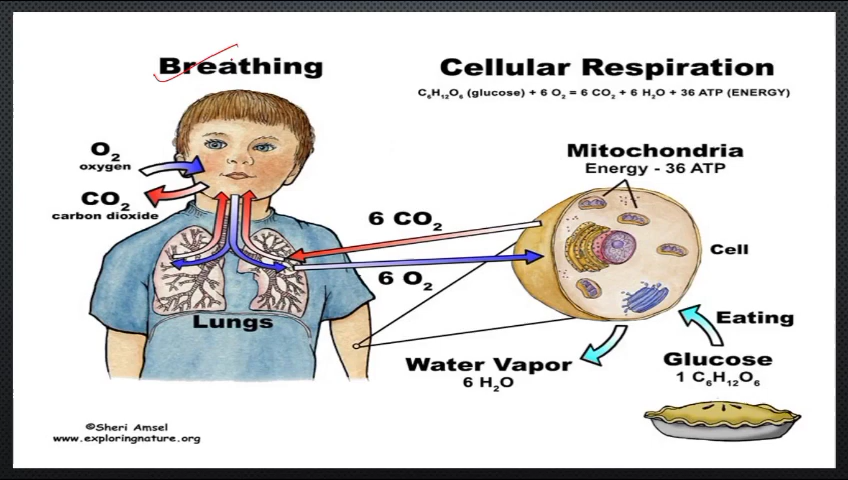 Breathing
Cellular Respiration
C₆H₁₂O₆ (glucose) + 6 O₂ = 6 CO₂ + 6 H₂O + 36 ATP (ENERGY)
O₂
oxygen
CO₂
carbon dioxide
Mitochondria
Energy - 36 ATP
6 CO₂
Cell
6 O₂
Lungs
Eating
Water Vapor
6 H₂O
Glucose
1 C₆H₁₂O₆
©Sheri Amsel
www.exploringnature.org